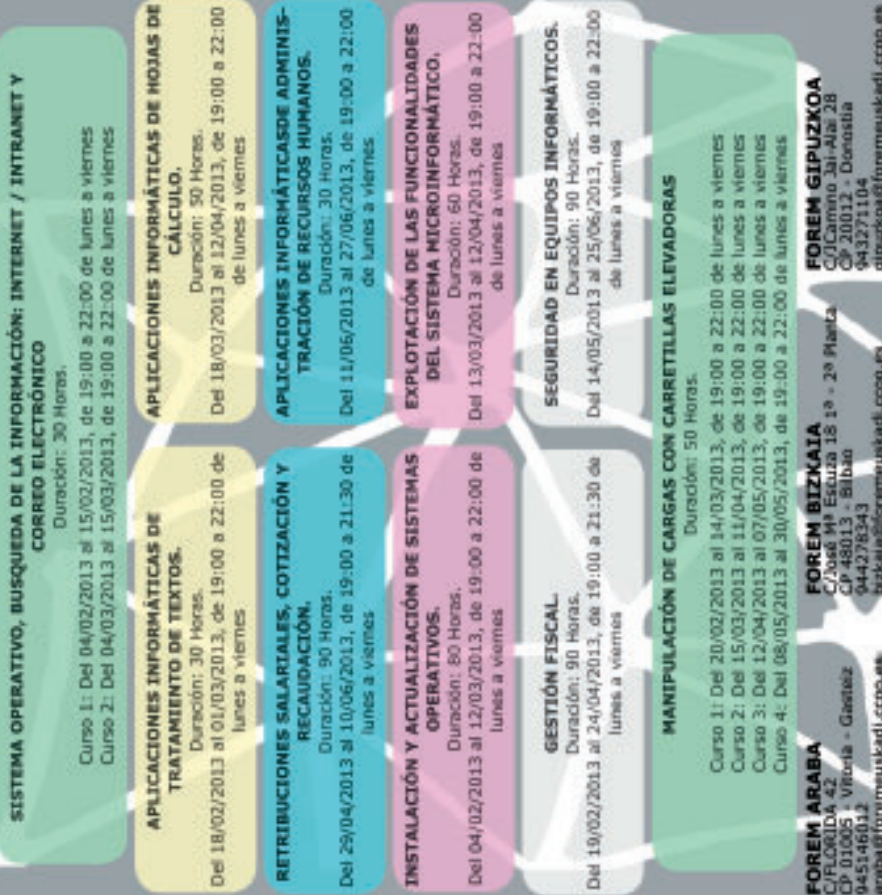 SISTEMA OPERATIVO, BUSQUEDA DE LA INFORMACIÓN: INTERNET / INTRANET Y
CORREO ELECTRÓNICO
Duración: 30 Horas.
Curso 1: Del 04/02/2013 al 15/02/2013, de 19:00 a 22:00 de lunes a viernes
Curso 2: Del 04/03/2013 al 15/03/2013, de 19:00 a 22:00 de lunes a viernes
APLICACIONES INFORMÁTICAS DE
TRATAMIENTO DE TEXTOS.
Duración: 30 Horas.
Del 18/02/2013 al 01/03/2013, de 19:00 a 22:00 de
lunes a viernes
APLICACIONES INFORMÁTICAS DE HOJAS DE
CÁLCULO.
Duración: 50 Horas.
Del 18/03/2013 al 12/04/2013, de 19:00 a 22:00
de lunes a viernes
RETRIBUCIONES SALARIALES, COTIZACIÓN Y
RECAUDACIÓN.
Duración: 90 Horas.
Del 29/04/2013 al 10/06/2013, de 19:00 a 21:30 de
lunes a viernes
APLICACIONES INFORMÁTICASDE ADMINIS-
TRACIÓN DE RECURSOS HUMANOS.
Duración: 30 Horas.
Del 11/06/2013 al 27/06/2013, de 19:00 a 22:00
de lunes a viernes
INSTALACIÓN Y ACTUALIZACIÓN DE SISTEMAS
OPERATIVOS.
Duración: 80 Horas.
Del 04/02/2013 al 12/03/2013, de 19:00 a 22:00 de
lunes a viernes
EXPLOTACIÓN DE LAS FUNCIONALIDADES
DEL SISTEMA MICROINFORMÁTICO.
Duración: 60 Horas.
Del 13/03/2013 al 12/04/2013, de 19:00 a 22:00
de lunes a viernes
GESTIÓN FISCAL.
Duración: 90 Horas.
Del 19/02/2013 al 24/04/2013, de 19:00 a 21:30 de
lunes a viernes
SEGURIDAD EN EQUIPOS INFORMÁTICOS.
Duración: 90 Horas.
Del 14/05/2013 al 25/06/2013, de 19:00 a 22:00
de lunes a viernes
MANIPULACIÓN DE CARGAS CON CARRETILLAS ELEVADORAS
Duración: 50 Horas.
Curso 1: Del 20/02/2013 al 14/03/2013, de 19:00 a 22:00 de lunes a viernes
Curso 2: Del 15/03/2013 al 11/04/2013, de 19:00 a 22:00 de lunes a viernes
Curso 3: Del 12/04/2013 al 07/05/2013, de 19:00 a 22:00 de lunes a viernes
Curso 4: Del 08/05/2013 al 30/05/2013, de 19:00 a 22:00 de lunes a viernes
FOREM ARABA
C/FLORIDA 42
CP 01005 - Vitoria - Gasteiz
945146012
FOREM BIZKAIA
C/José Mª Escuza 18 1º - 2ª Planta
CP 48013 - Bilbao
944278343
FOREM GIPUZKOA
C/Camino Jai-Alai 28
CP 20012 - Donostia
943271104